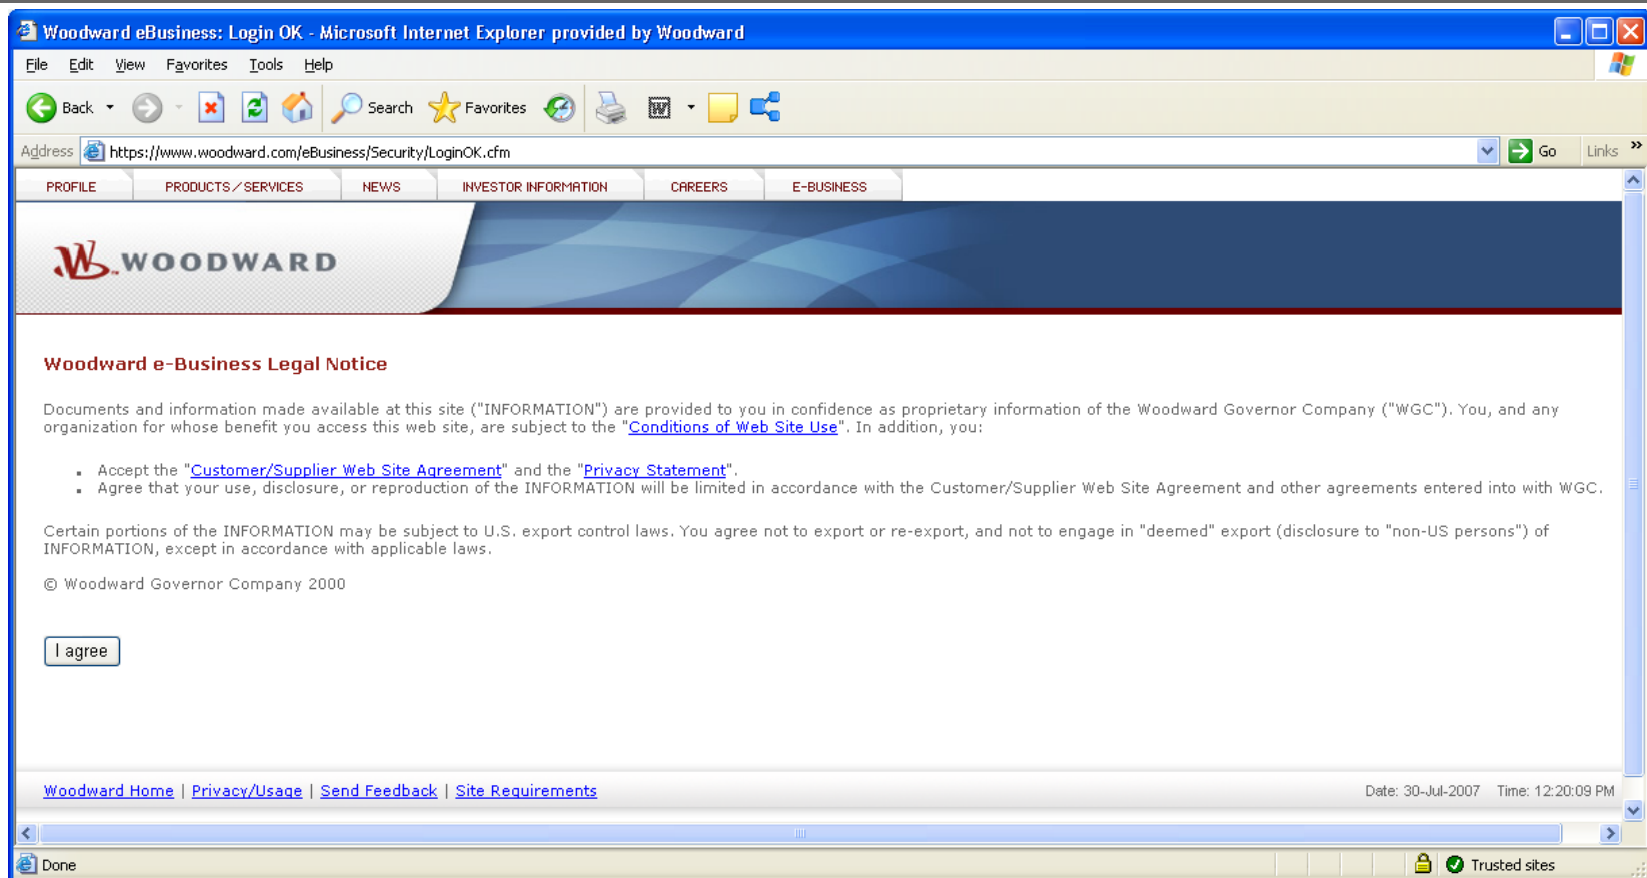 Woodward eBusiness: Login OK - Microsoft Internet Explorer provided by Woodward
File Edit View Favorites Tools Help
Back Search Favorites W
Address https://www.woodward.com/eBusiness/Security/LoginOK.cfm Go Links »
PROFILE PRODUCTS/SERVICES NEWS INVESTOR INFORMATION CAREERS E-BUSINESS
W™ WOODWARD
Woodward e-Business Legal Notice
Documents and information made available at this site ("INFORMATION") are provided to you in confidence as proprietary information of the Woodward Governor Company ("WGC"). You, and any
organization for whose benefit you access this web site, are subject to the "Conditions of Web Site Use". In addition, you:
Accept the "Customer/Supplier Web Site Agreement" and the "Privacy Statement".
Agree that your use, disclosure, or reproduction of the INFORMATION will be limited in accordance with the Customer/Supplier Web Site Agreement and other agreements entered into with WGC.
Certain portions of the INFORMATION may be subject to U.S. export control laws. You agree not to export or re-export, and not to engage in "deemed" export (disclosure to "non-US persons") of
INFORMATION, except in accordance with applicable laws.
© Woodward Governor Company 2000
I agree
Woodward Home | Privacy/Usage | Send Feedback | Site Requirements Date: 30-Jul-2007 Time: 12:20:09 PM
Done Trusted sites